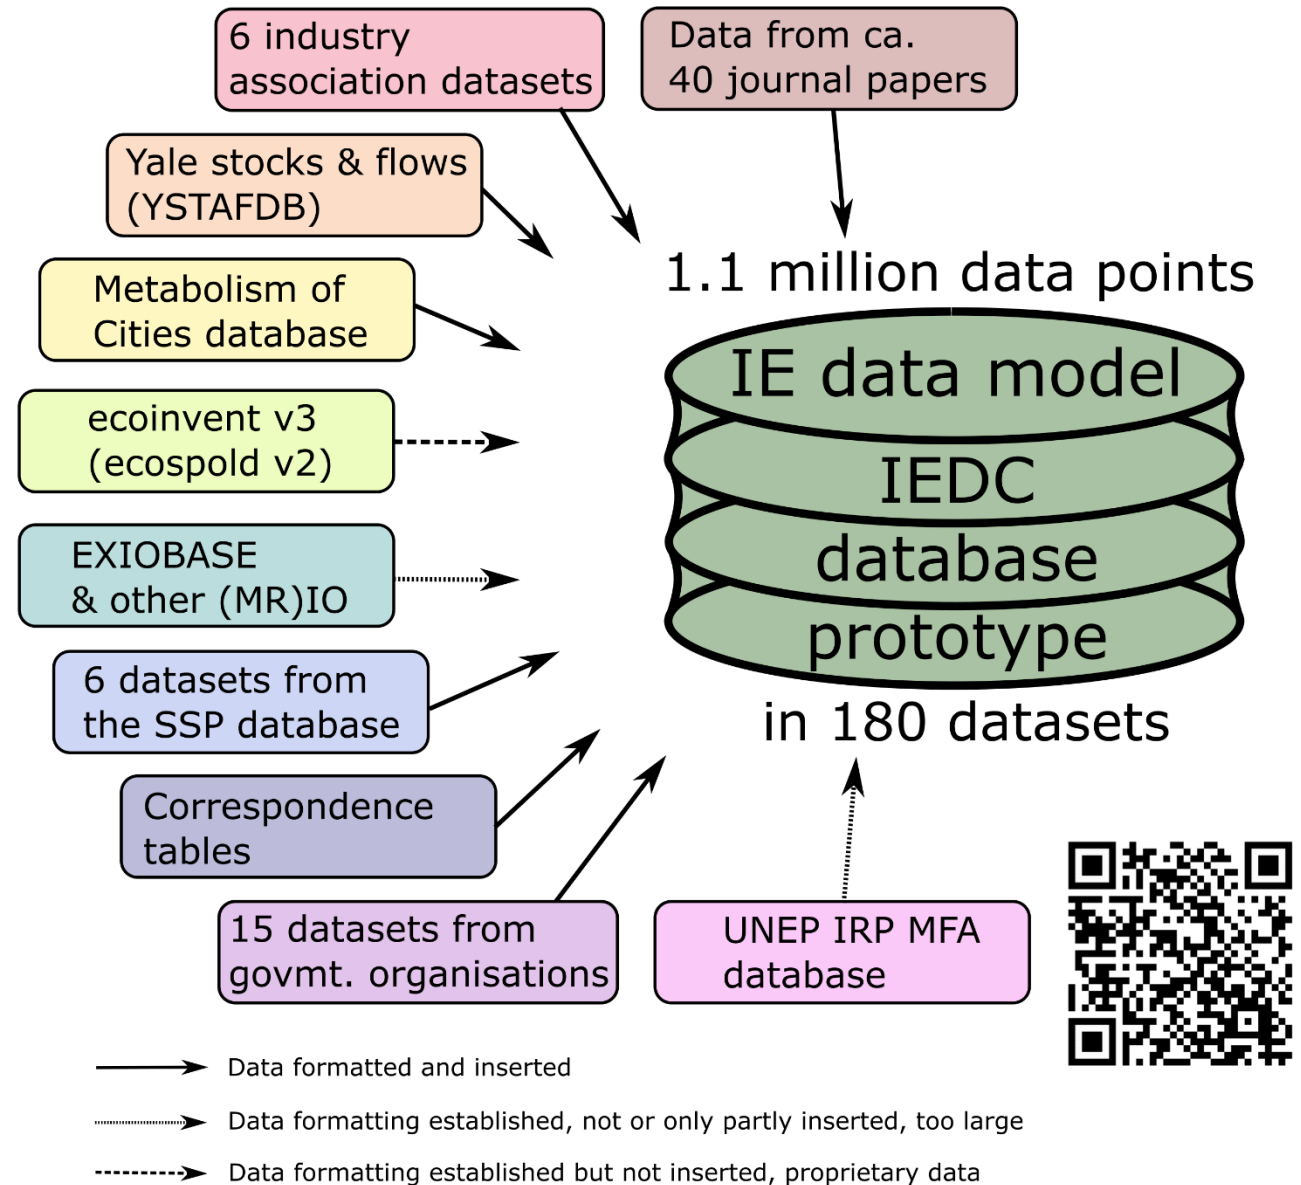 6 industry
association datasets
Data from ca.
40 journal papers
Yale stocks & flows
(YSTAFDB)
Metabolism of
Cities database
ecoinvent v3
(ecospold v2)
EXIOBASE
& other (MR)IO
6 datasets from
the SSP database
Correspondence
tables
15 datasets from
govmt. organisations
UNEP IRP MFA
database
1.1 million data points
IE data model
IEDC
database
prototype
in 180 datasets
Data formatted and inserted
Data formatting established, not or only partly inserted, too large
Data formatting established but not inserted, proprietary data